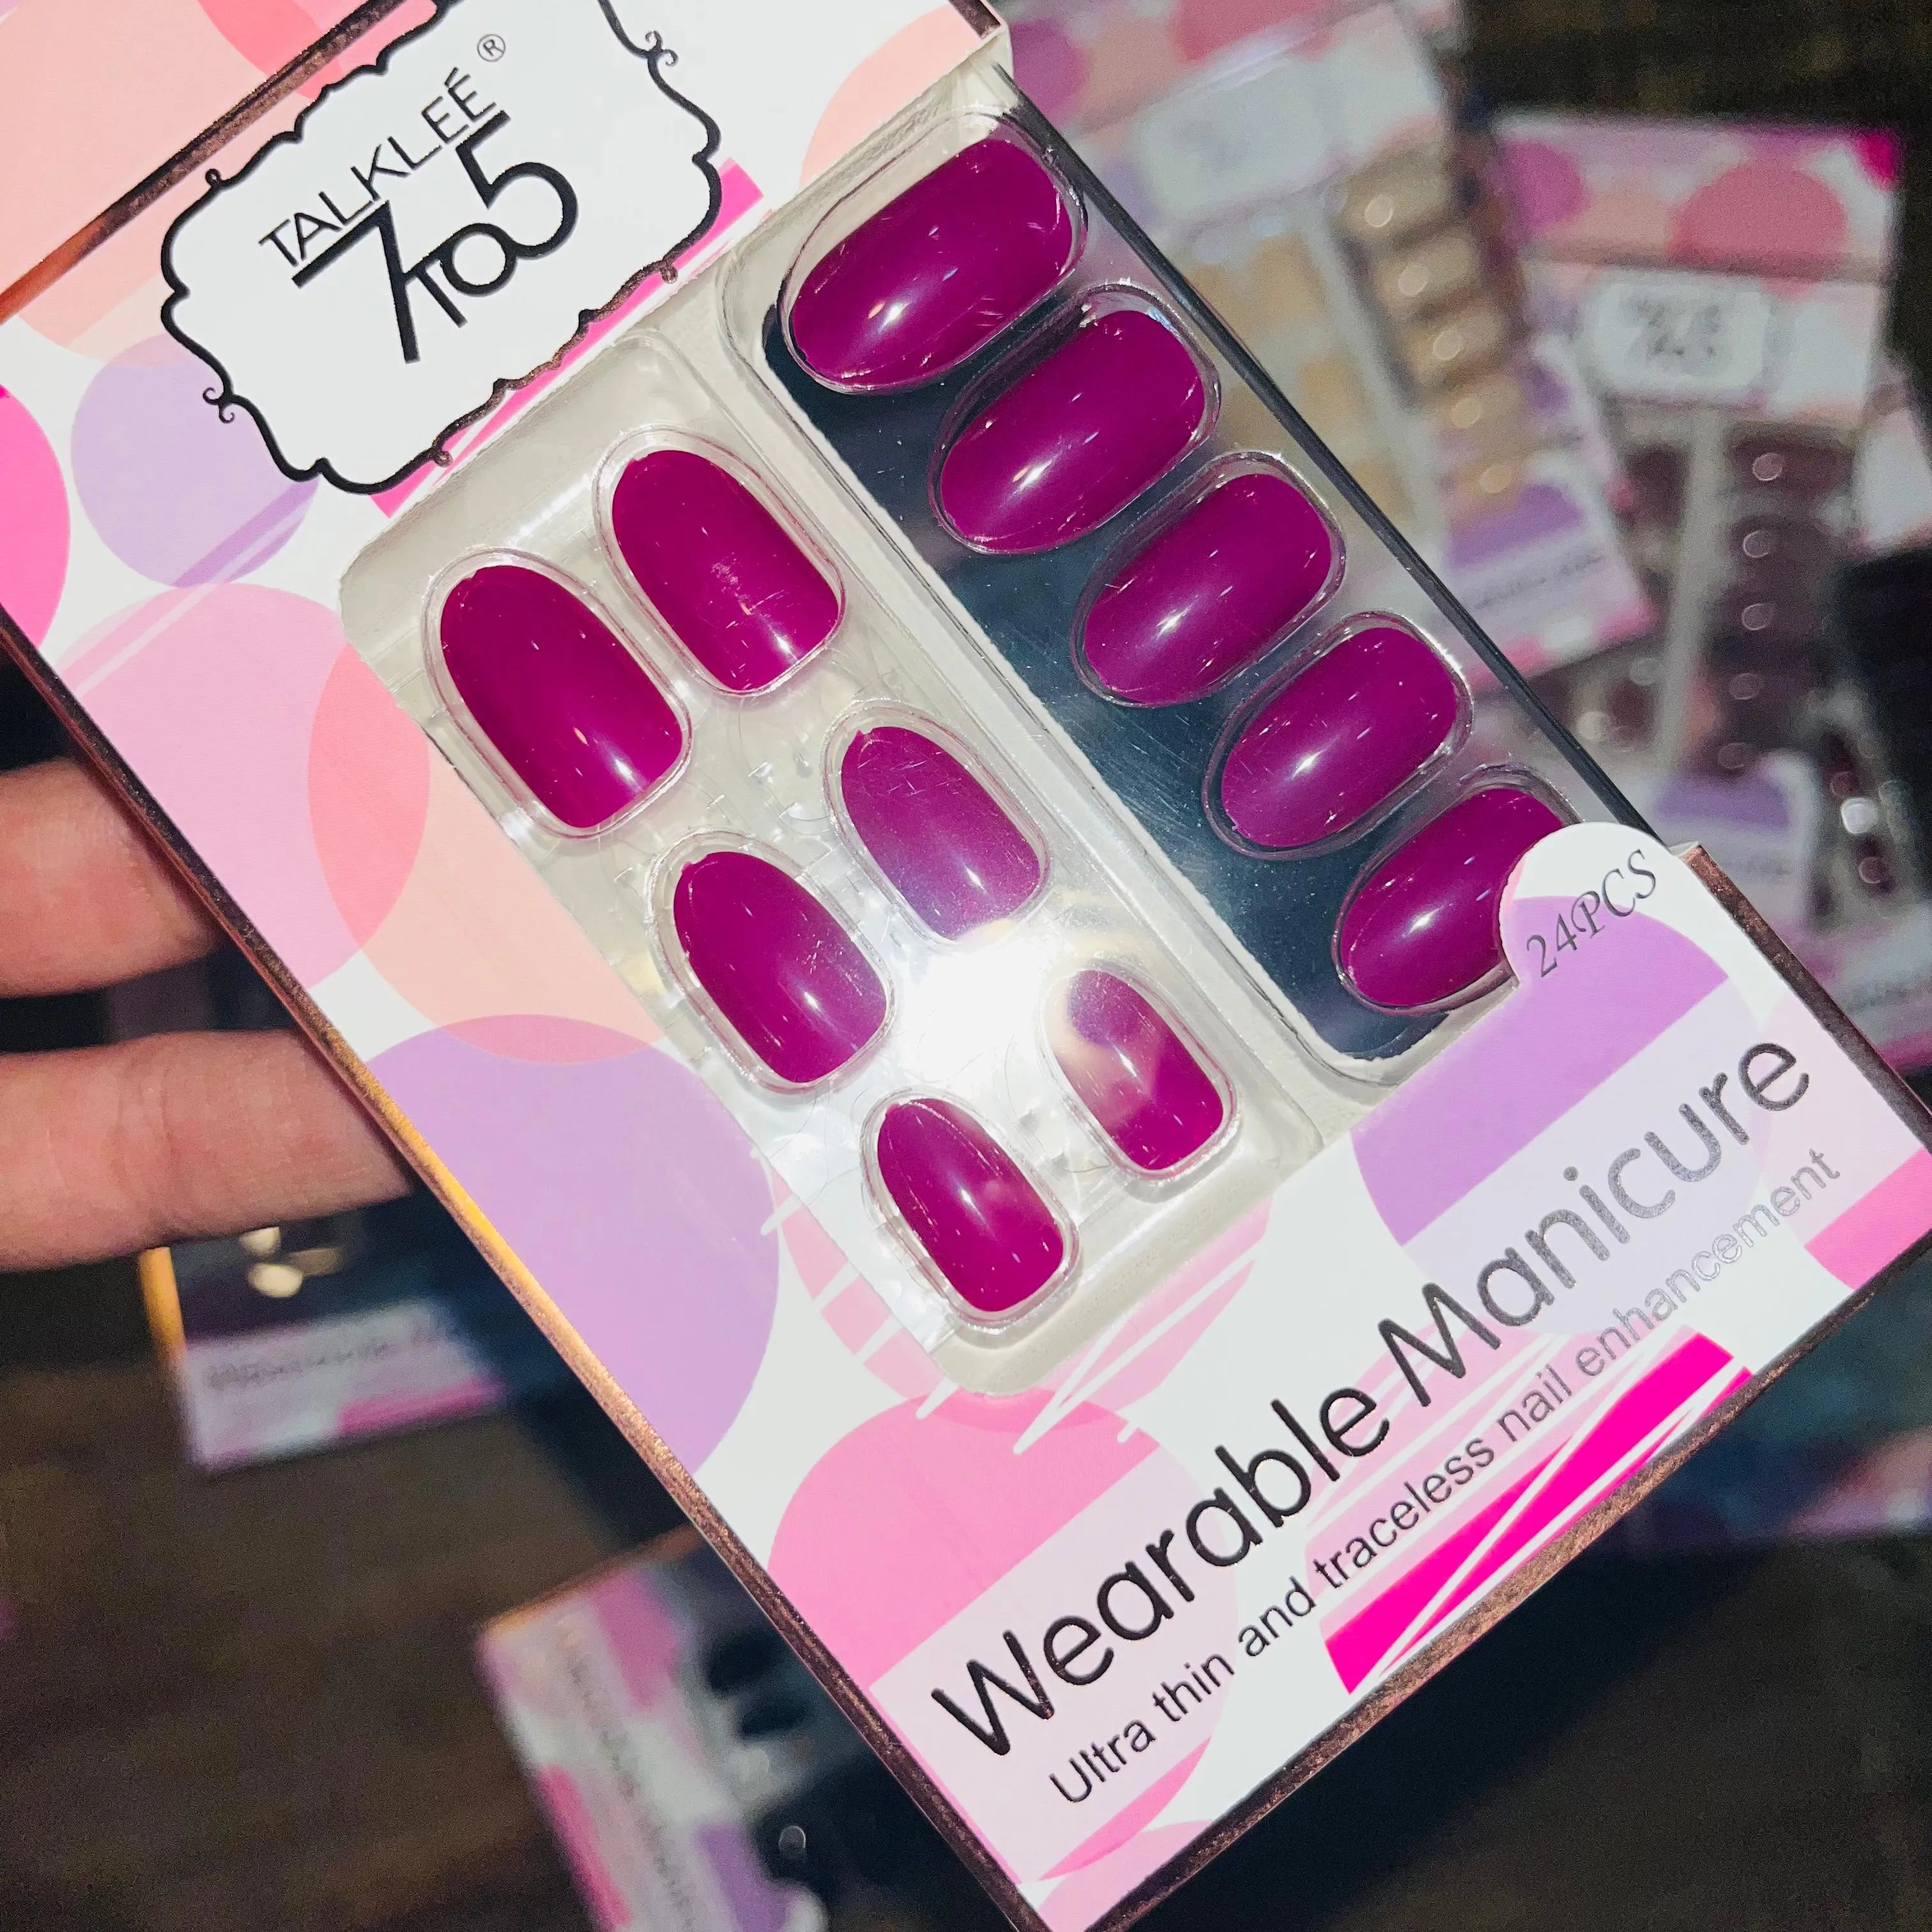 TALKLEÉ ®
7TO5
24PCS
Wearable Manicure
Ultra thin and traceless nail enhancement